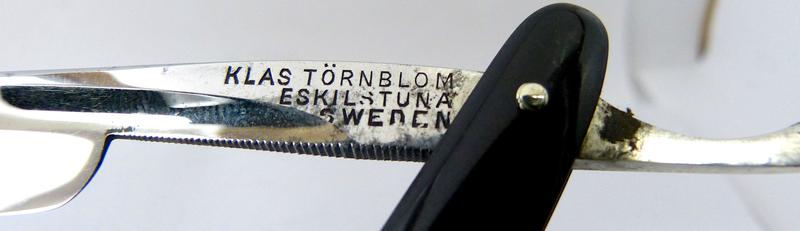 KLAS TÖRNBLOM
ESKILSTUNA
SWEDEN